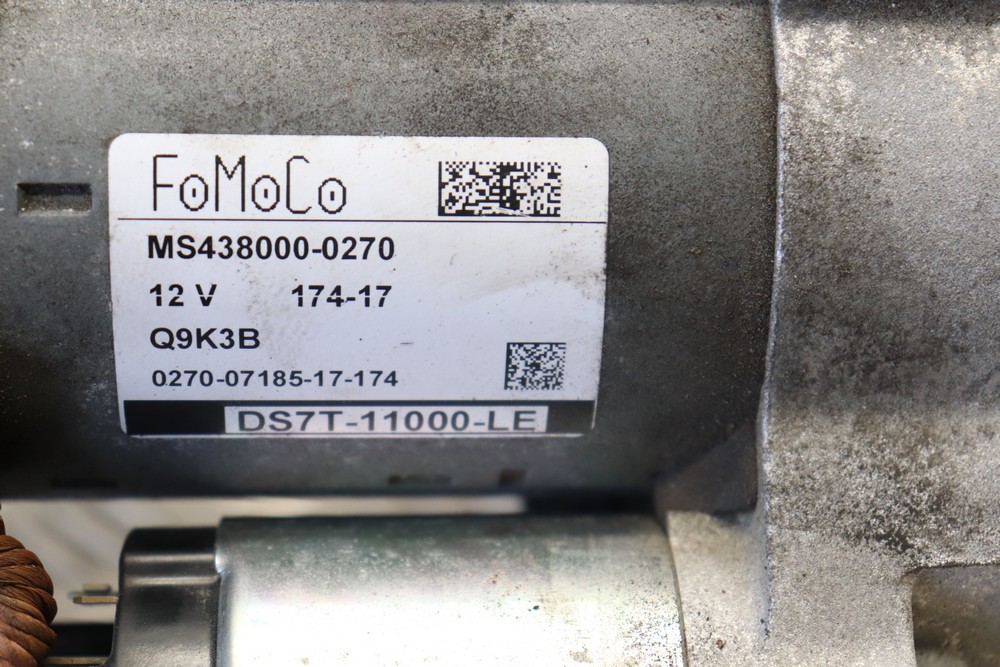 FoMoCo
MS438000-0270
12 V 174-17
Q9K3B
0270-07185-17-174
DS7T-11000-LE